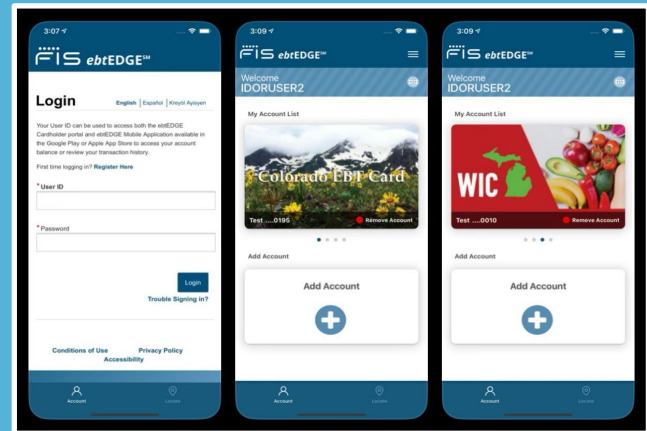 3:07
FIS ebtEDGE℠
Login
English | Español | Kreyòl Ayisyen
Your User ID can be used to access both the ebtEDGE
Cardholder portal and ebtEDGE Mobile Application available in
the Google Play or Apple App Store to access your account
balance or review your transaction history.
First time logging in? Register Here
*User ID
*Password
Login
Trouble Signing in?
Conditions of Use Privacy Policy
Accessibility
Account Locate
3:09
FIS ebtEDGE℠
Welcome
IDORUSER2
My Account List
Colorado EBT Card
Test ....0195 Remove Account
Add Account
Add Account
Account Locate
3:09
FIS ebtEDGE℠
Welcome
IDORUSER2
My Account List
WIC
Test ....0010 Remove Account
Add Account
Add Account
Account Locate